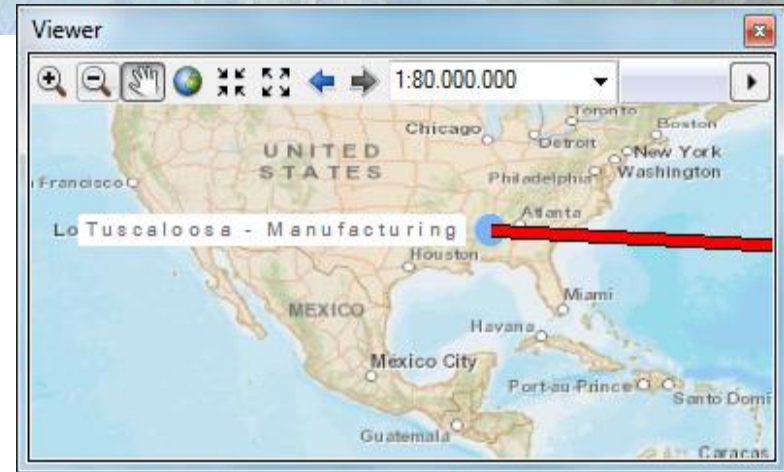 Viewer
1:80.000.000
Toronto
Chicago
Detroit
Boston
UNITED
STATES
New York
Philadelphia
Washington
Francisco
Atlanta
Lo
Tuscaloosa - Manufacturing
Houston
MEXICO
Miami
Havana
Mexico City
Port-au-Prince
Santo Domi
Guatemala
Caracas